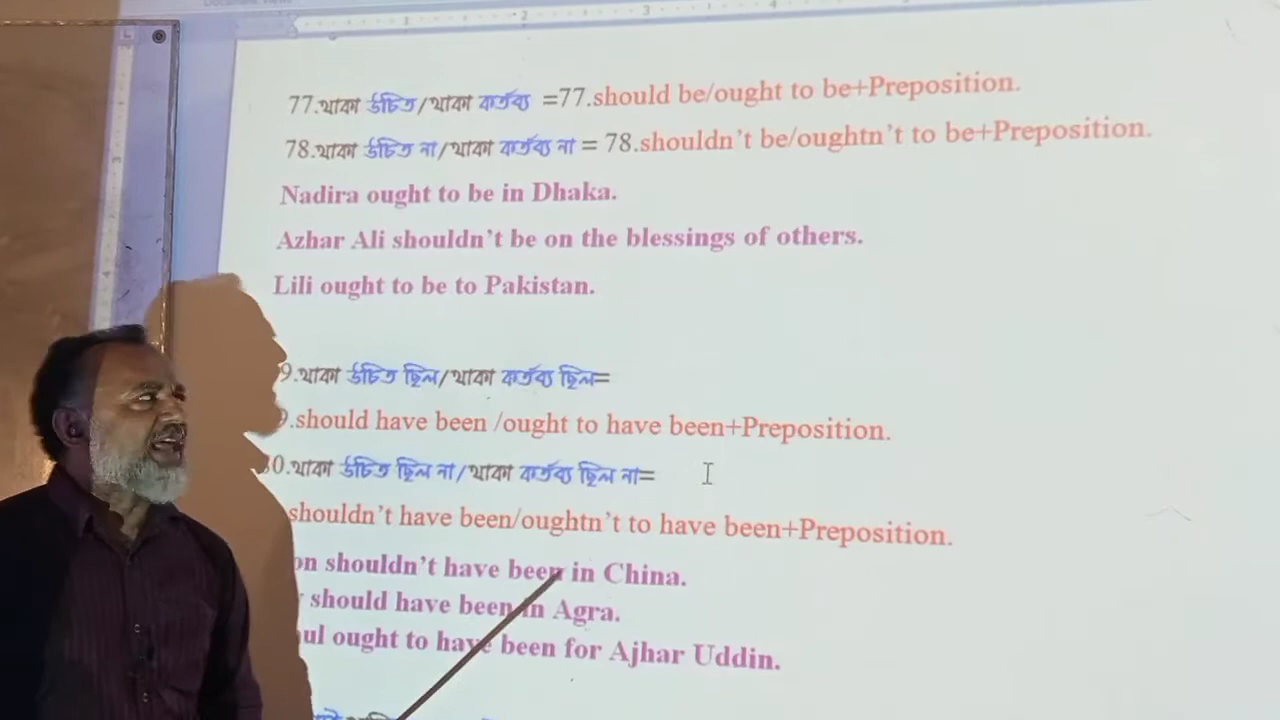 77.থাকা উচিত/থাকা কর্তব্য =77.should be/ought to be+Preposition.
78.থাকা উচিত না/থাকা কর্তব্য না = 78.shouldn't be/oughtn't to be+Preposition.
Nadira ought to be in Dhaka.
Azhar Ali shouldn't be on the blessings of others.
Lili ought to be to Pakistan.
9.থাকা উচিত ছিল/থাকা কর্তব্য ছিল=
.should have been /ought to have been+Preposition.
0.থাকা উচিত ছিল না/থাকা কর্তব্য ছিল না=
shouldn't have been/oughtn't to have been+Preposition.
on shouldn't have been in China.
should have been in Agra.
ul ought to have been for Ajhar Uddin.